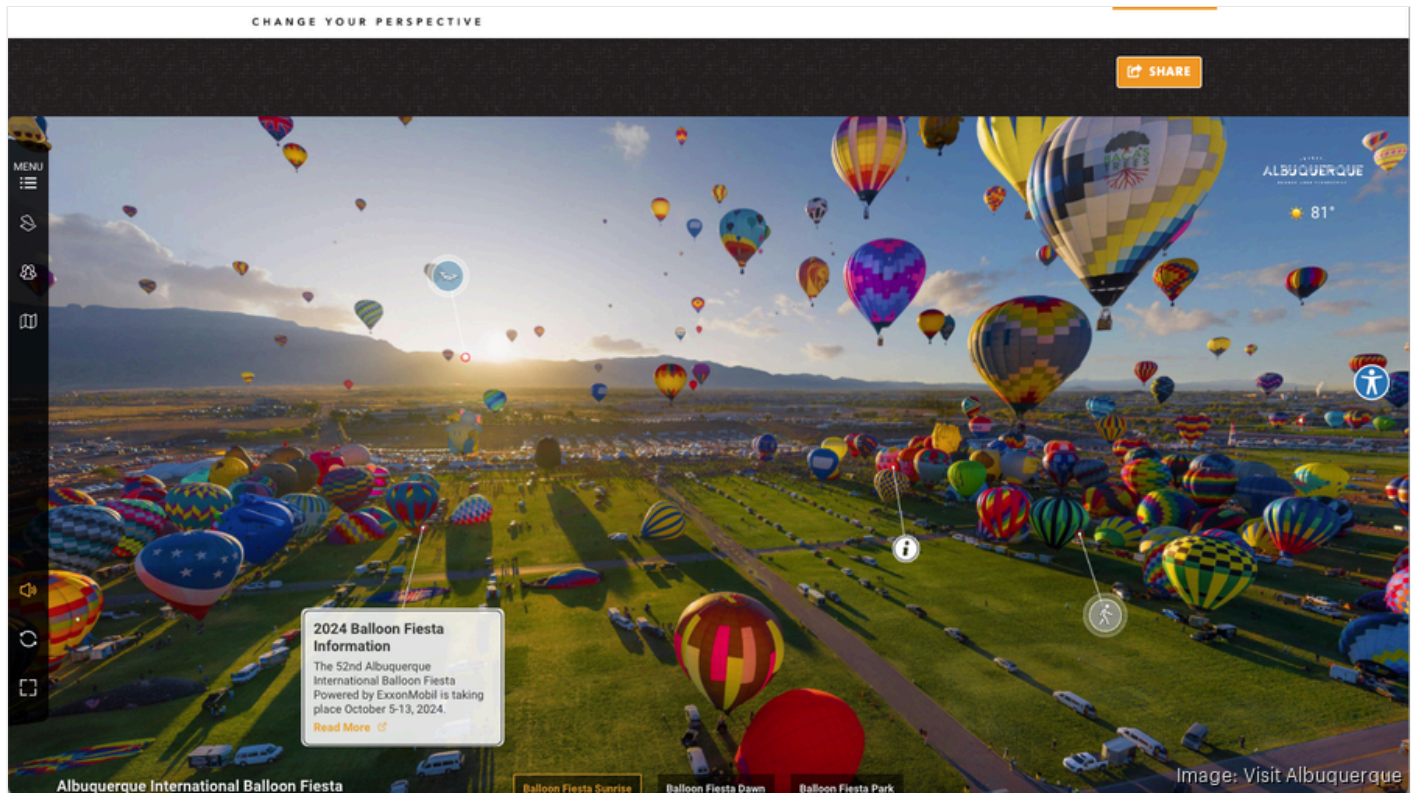 CHANGE YOUR PERSPECTIVE
SHARE
MENU
ALBUQUERQUE
81°
2024 Balloon Fiesta
Information
The 52nd Albuquerque
International Balloon Fiesta
Powered by ExxonMobil is taking
place October 5-13, 2024.
Read More
Albuquerque International Balloon Fiesta
Balloon Fiesta Sunrise
Balloon Fiesta Dawn
Balloon Fiesta Park
Image: Visit Albuquerque